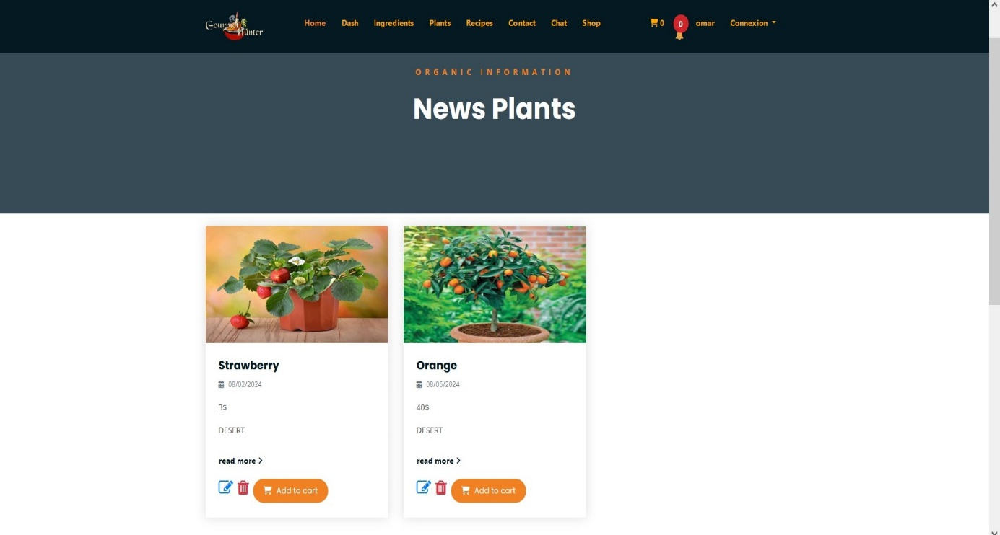 Gourmet Hunter
Home Dash Ingredients Plants Recipes Contact Chat Shop 0 0 omar Connexion
ORGANIC INFORMATION
News Plants
Strawberry
08/02/2024
3$
DESERT
read more
Add to cart
Orange
08/06/2024
40$
DESERT
read more
Add to cart